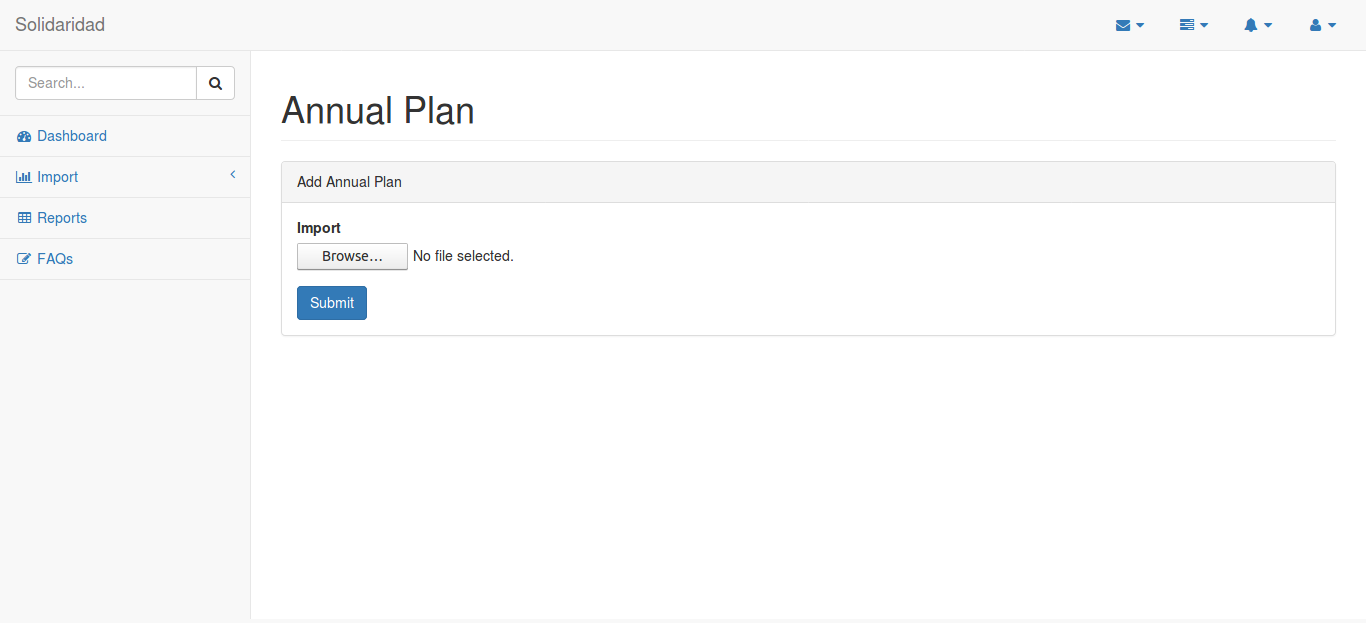 Solidaridad
Search...
Dashboard
Import
Reports
FAQs
Annual Plan
Add Annual Plan
Import
Browse... No file selected.
Submit